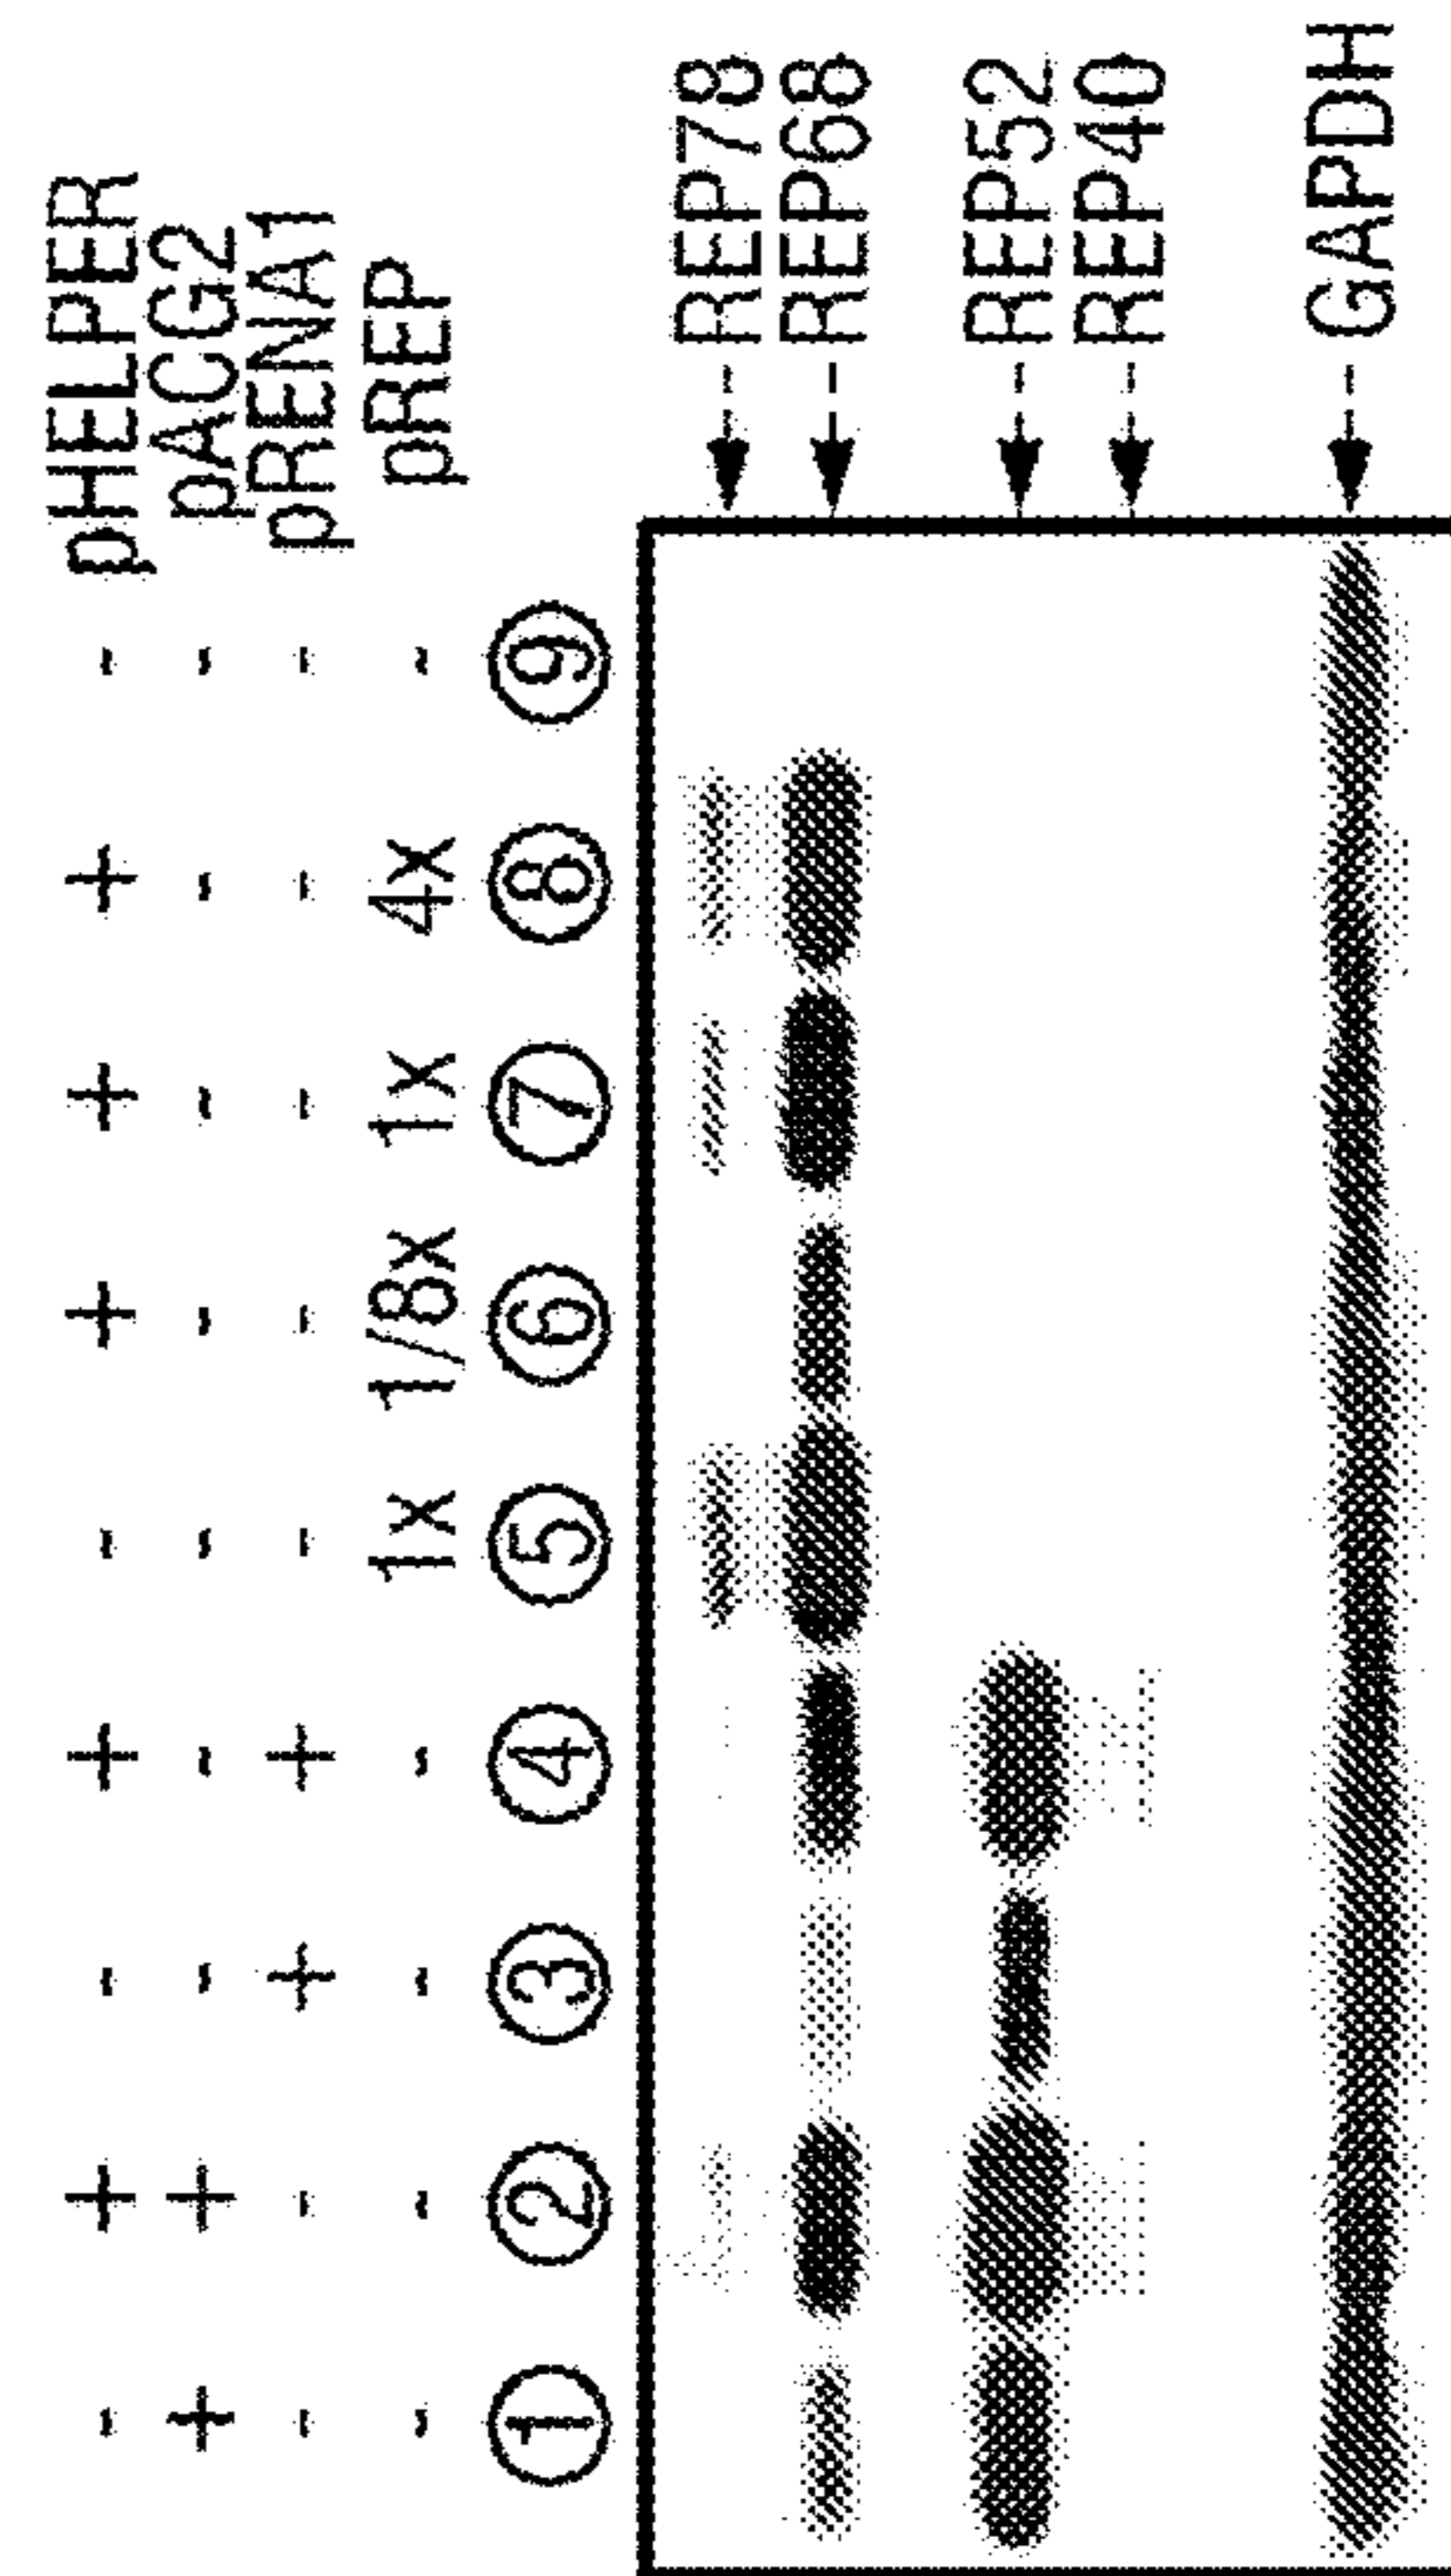 - + - + - + + + - pHELPER
+ + - - - - - - - pACG2
- - + + - - - - - pRENA1
- - - - 1x 1/8x 1x 4x - pREP
① ② ③ ④ ⑤ ⑥ ⑦ ⑧ ⑨
REP78
REP68
REP52
REP40
GAPDH